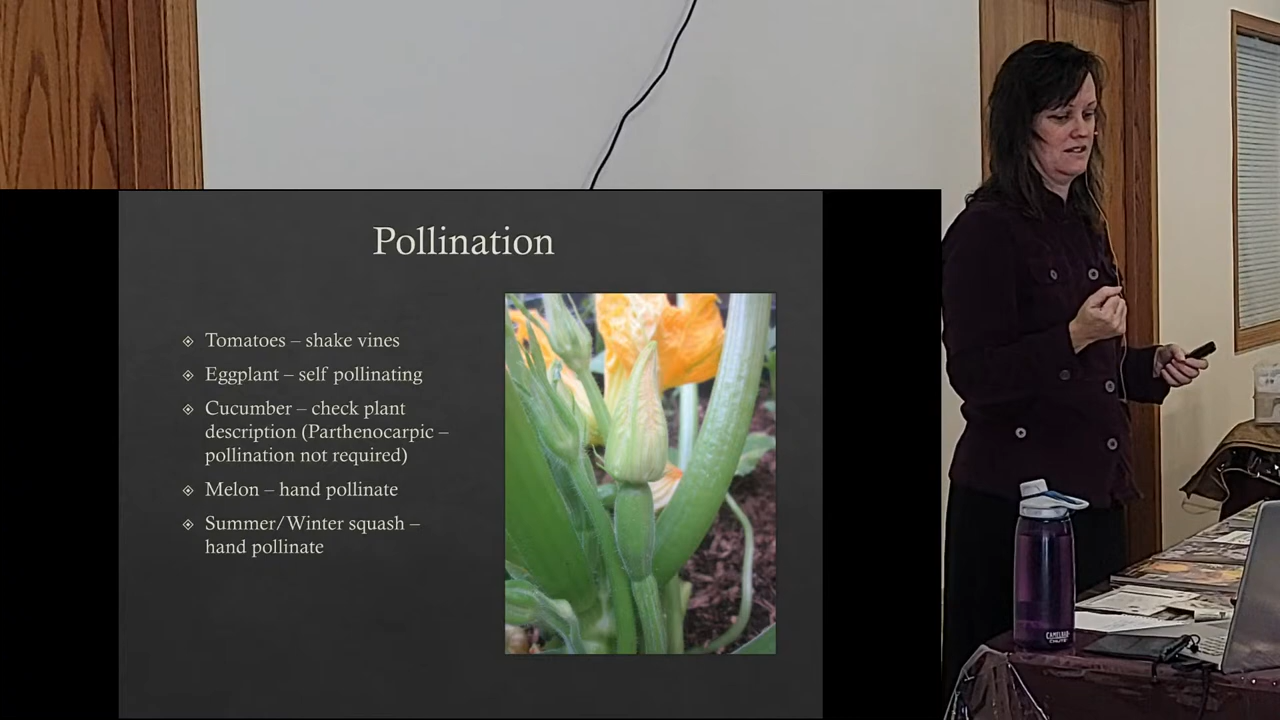 Pollination
Tomatoes – shake vines
Eggplant – self pollinating
Cucumber – check plant
description (Parthenocarpic –
pollination not required)
Melon – hand pollinate
Summer/Winter squash –
hand pollinate
CAMELBAK
CHUTE